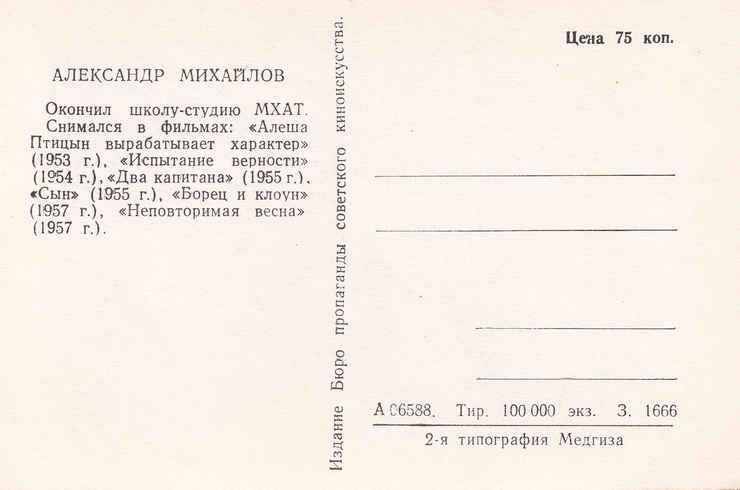 АЛЕКСАНДР МИХАЙЛОВ
Окончил школу-студию МХАТ.
Снимался в фильмах: «Алеша
Птицын вырабатывает характер»
(1953 г.), «Испытание верности»
(1954 г.), «Два капитана» (1955 г.),
«Сын» (1955 г.), «Борец и клоун»
(1957 г.), «Неповторимая весна»
(1957 г.).
Издание Бюро пропаганды советского киноискусства.
Цена 75 коп.
А 06588. Тир. 100 000 экз. З. 1666
2-я типография Медгиза